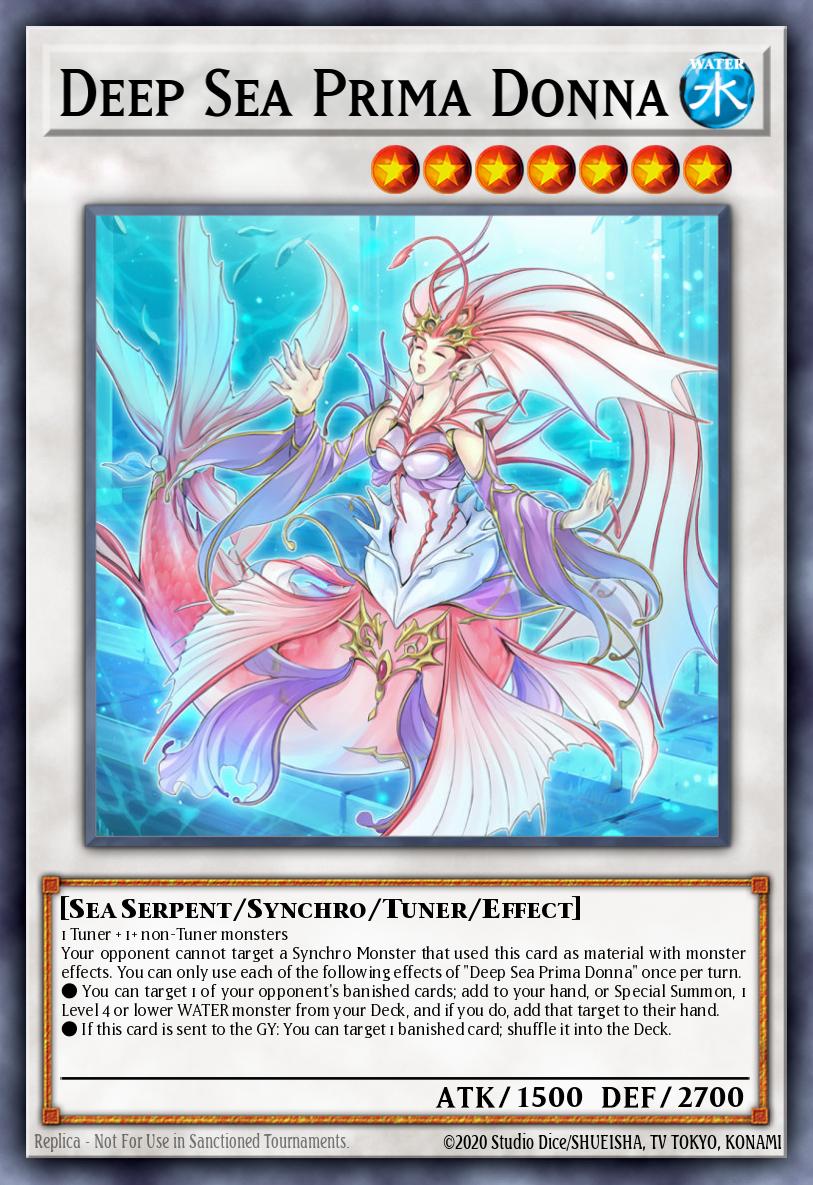 Deep Sea Prima Donna
WATER
水
[Sea Serpent/Synchro/Tuner/Effect]
1 Tuner + 1+ non-Tuner monsters
Your opponent cannot target a Synchro Monster that used this card as material with monster
effects. You can only use each of the following effects of "Deep Sea Prima Donna" once per turn.
● You can target 1 of your opponent's banished cards; add to your hand, or Special Summon, 1
Level 4 or lower WATER monster from your Deck, and if you do, add that target to their hand.
● If this card is sent to the GY: You can target 1 banished card; shuffle it into the Deck.
ATK/1500 DEF/2700
Replica - Not For Use in Sanctioned Tournaments.
©2020 Studio Dice/SHUEISHA, TV TOKYO, KONAMI